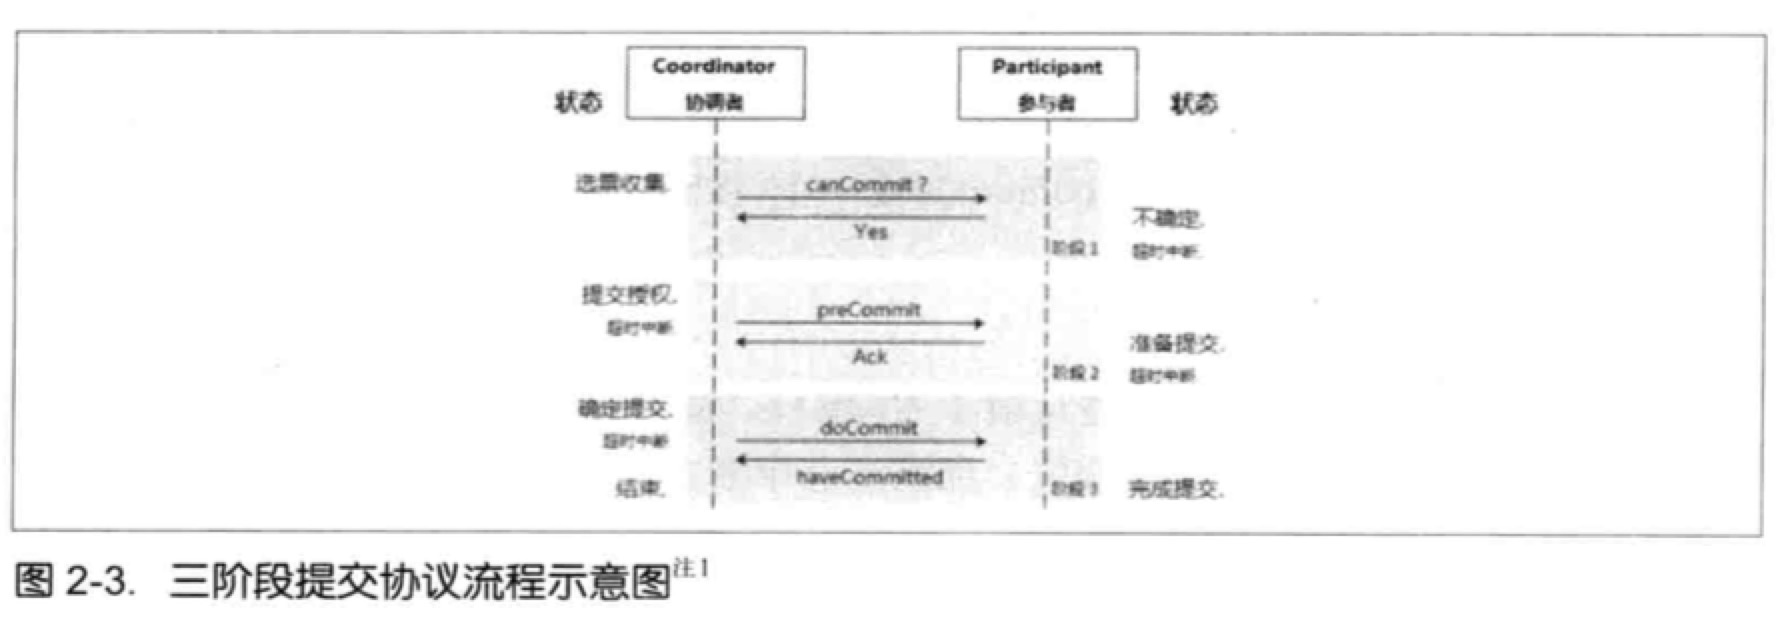 Coordinator
协调者
Participant
参与者
状态
状态
选票收集.
canCommit ?
Yes
阶段 1
不确定.
超时中断.
提交授权.
超时中断.
preCommit
Ack
阶段 2
准备提交.
超时中断.
确定提交.
超时中断
doCommit
haveCommitted
结束.
阶段 3
完成提交.
图 2-3. 三阶段提交协议流程示意图注1